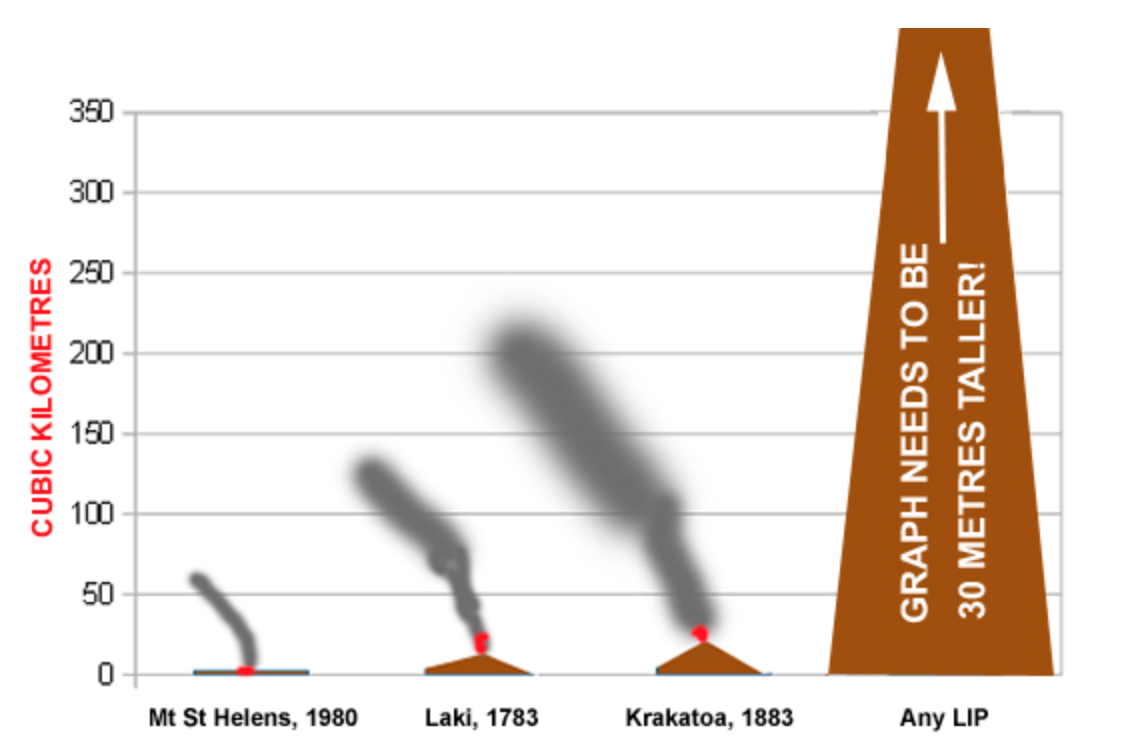 350
300
250
200
150
100
50
0
CUBIC KILOMETRES
GRAPH NEEDS TO BE
30 METRES TALLER!
Mt St Helens, 1980
Laki, 1783
Krakatoa, 1883
Any LIP